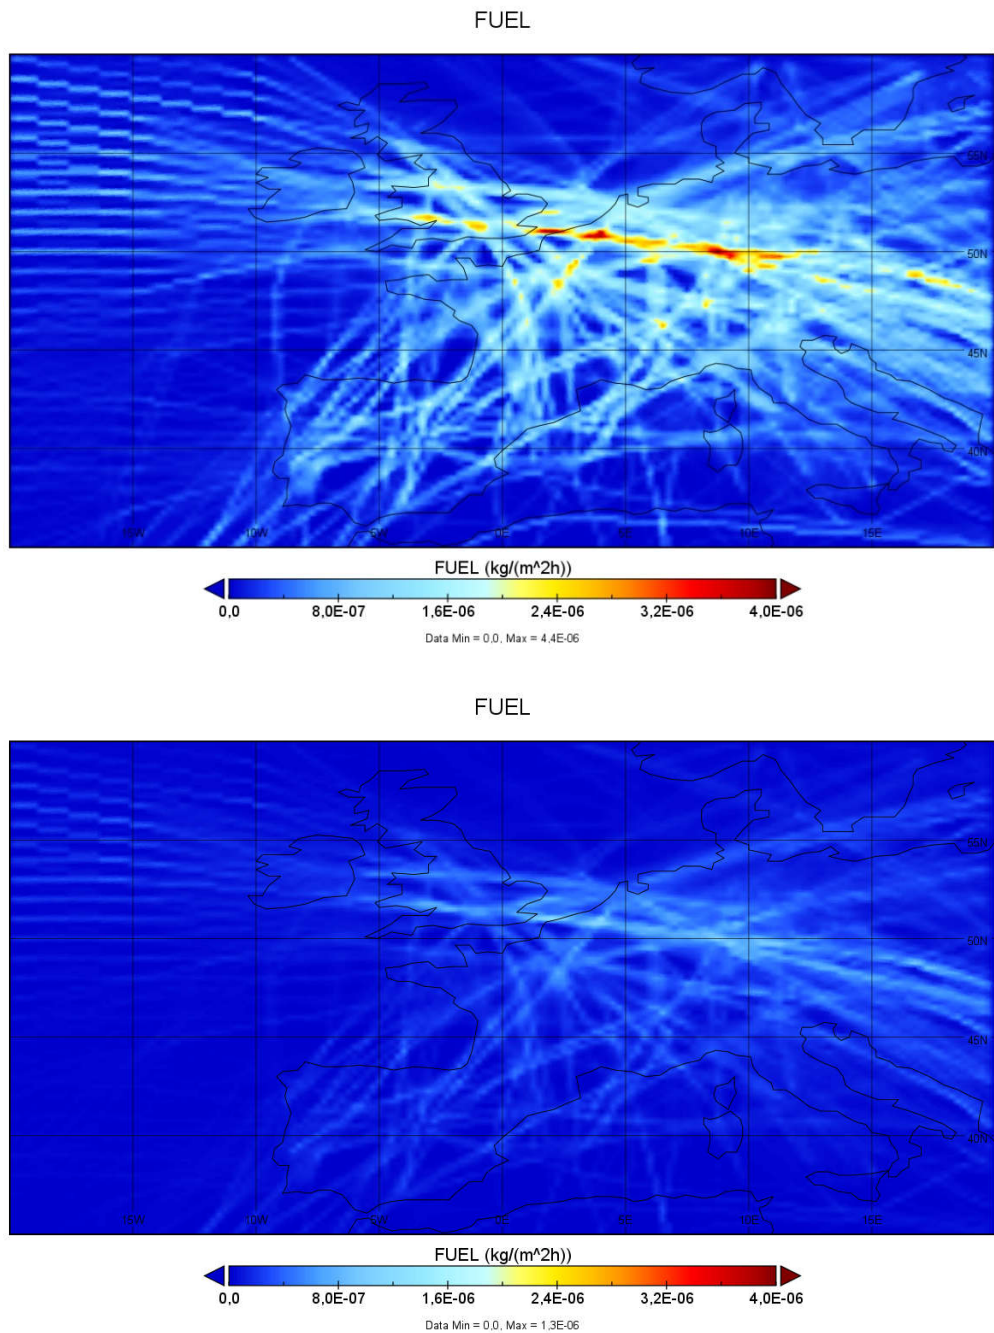 FUEL
55N
50N
45N
40N
15W 10W 5W 0E 5E 10E 15E
FUEL (kg/(m^2h))
0,0 8,0E-07 1,6E-06 2,4E-06 3,2E-06 4,0E-06
Data Min = 0,0, Max = 4,4E-06
FUEL
55N
50N
45N
40N
15W 10W 5W 0E 5E 10E 15E
FUEL (kg/(m^2h))
0,0 8,0E-07 1,6E-06 2,4E-06 3,2E-06 4,0E-06
Data Min = 0,0, Max = 1,3E-06